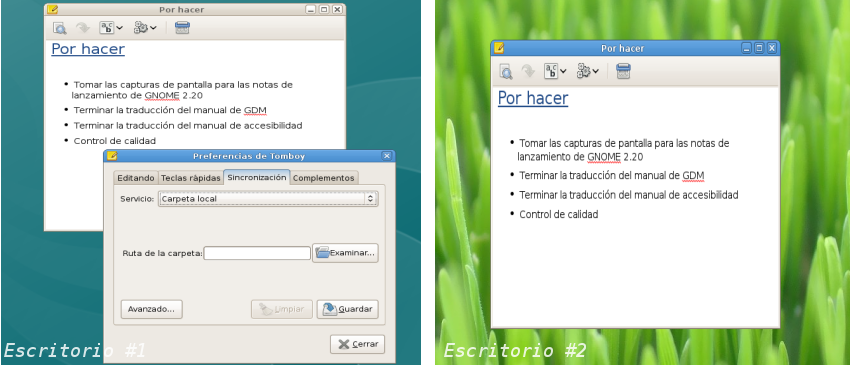 Por hacer
Por hacer
Tomar las capturas de pantalla para las notas de
lanzamiento de GNOME 2.20
Terminar la traducción del manual de GDM
Terminar la traducción del manual de accesibilidad
Control de calidad
Preferencias de Tomboy
Editando Teclas rápidas Sincronización Complementos
Servicio: Carpeta local
Ruta de la carpeta: Examinar...
Avanzado... Limpiar Guardar
Cerrar
Escritorio #1
Por hacer
Por hacer
Tomar las capturas de pantalla para las notas de
lanzamiento de GNOME 2.20
Terminar la traducción del manual de GDM
Terminar la traducción del manual de accesibilidad
Control de calidad
Escritorio #2